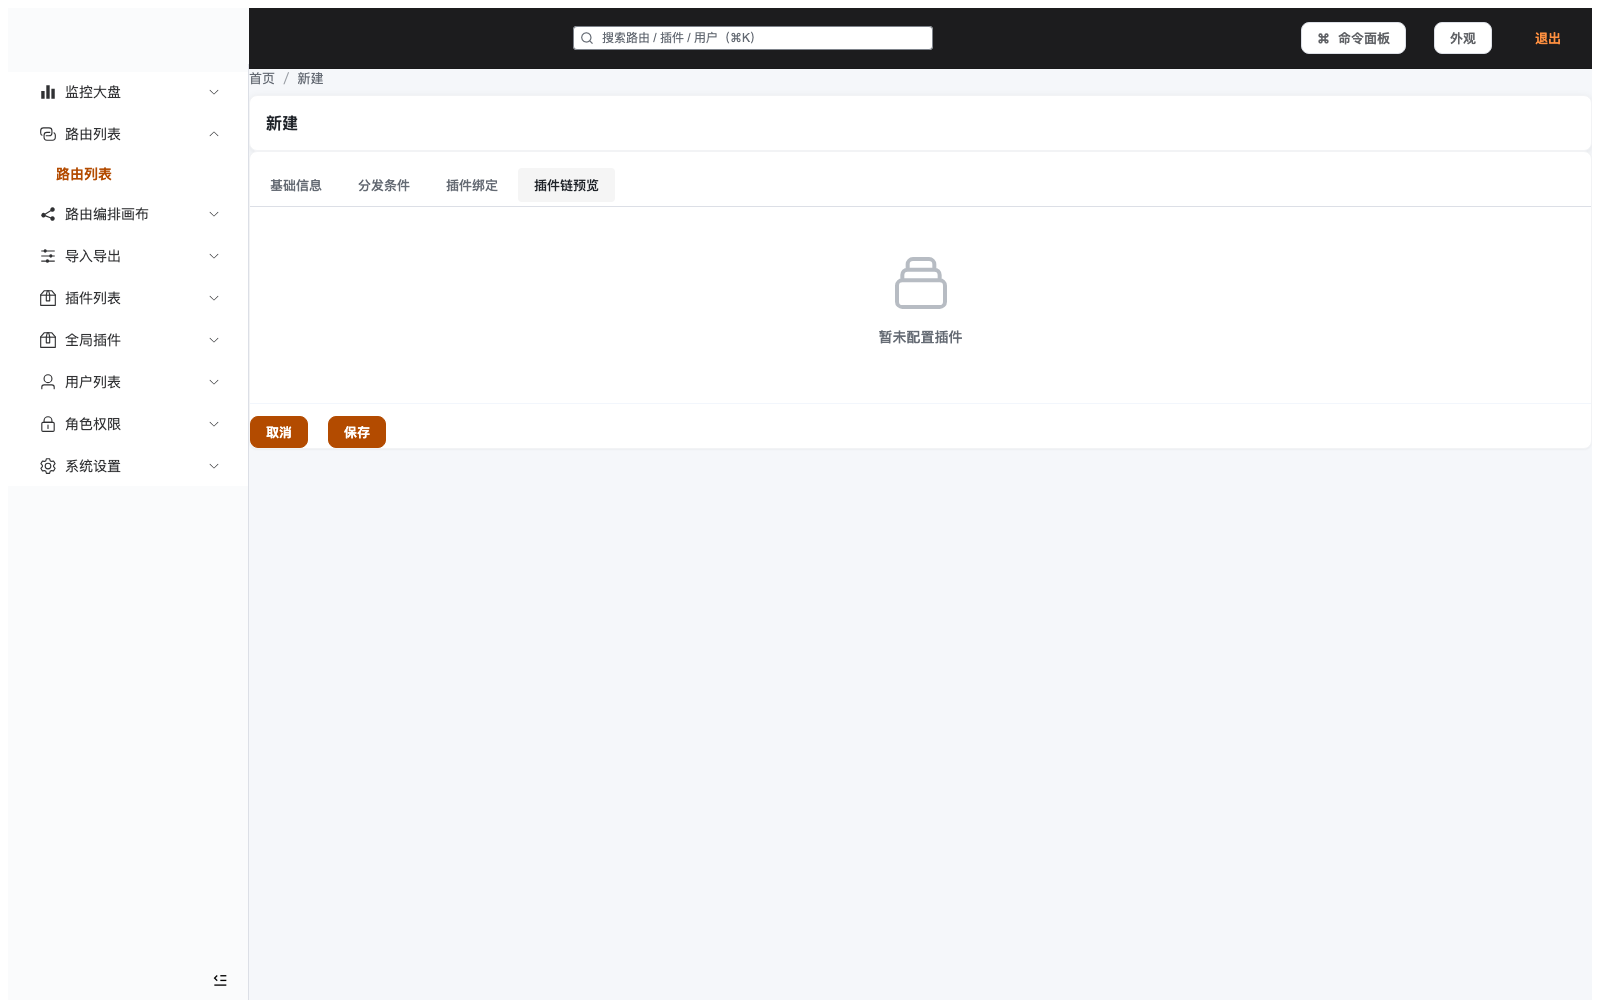 搜索路由 / 插件 / 用户（⌘K）
⌘ 命令面板
外观
退出
监控大盘
路由列表
路由列表
路由编排画布
导入导出
插件列表
全局插件
用户列表
角色权限
系统设置
首页 / 新建
新建
基础信息
分发条件
插件绑定
插件链预览
暂未配置插件
取消
保存